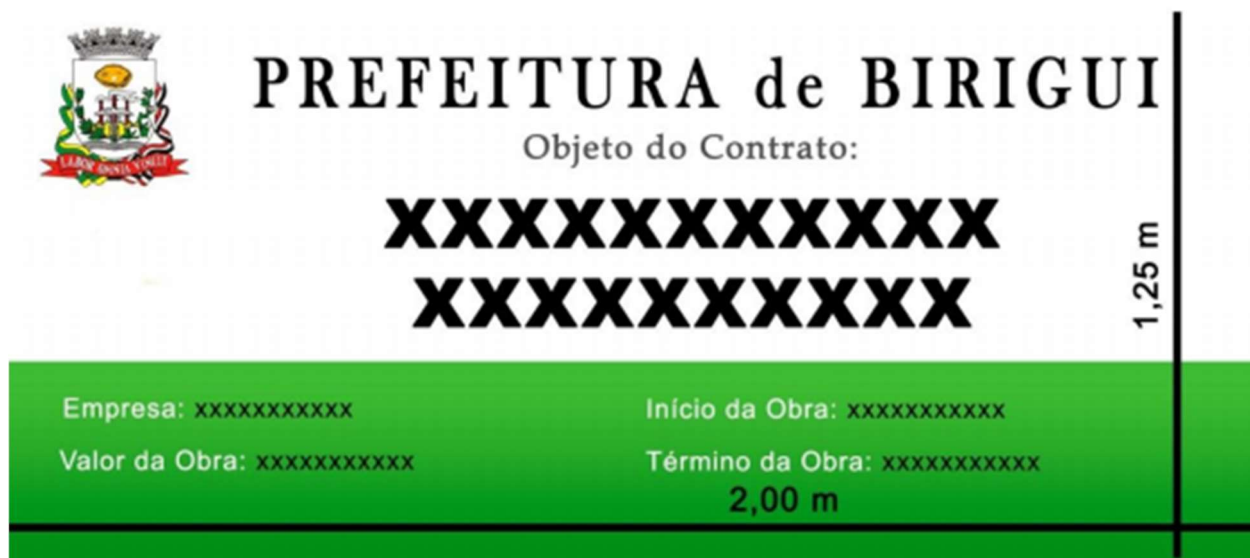 PREFEITURA de BIRIGUI
Objeto do Contrato:
XXXXXXXXXXX
XXXXXXXXXX
1,25 m
Empresa: xxxxxxxxxxx
Início da Obra: xxxxxxxxxxx
Valor da Obra: xxxxxxxxxxx
Término da Obra: xxxxxxxxxxx
2,00 m